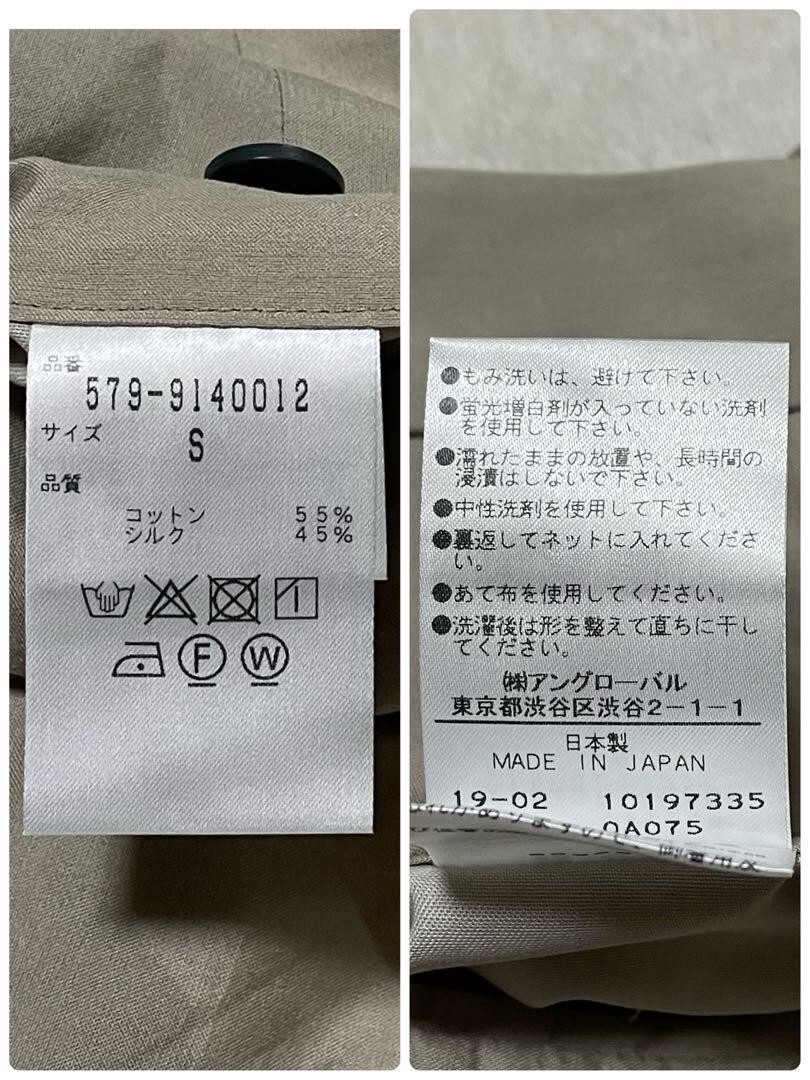 品番
579-9140012
サイズ
S
品質
コットン 55%
シルク 45%
F W
●もみ洗いは、避けて下さい。
●蛍光増白剤が入っていない洗剤
を使用して下さい。
●濡れたままの放置や、長時間の
浸漬はしないで下さい。
●中性洗剤を使用して下さい。
●裏返してネットに入れてくださ
い。
●あて布を使用してください。
●洗濯後は形を整えて直ちに干し
てください。
㈱アングローバル
東京都渋谷区渋谷2-1-1
日本製
MADE IN JAPAN
19-02 10197335
0A075